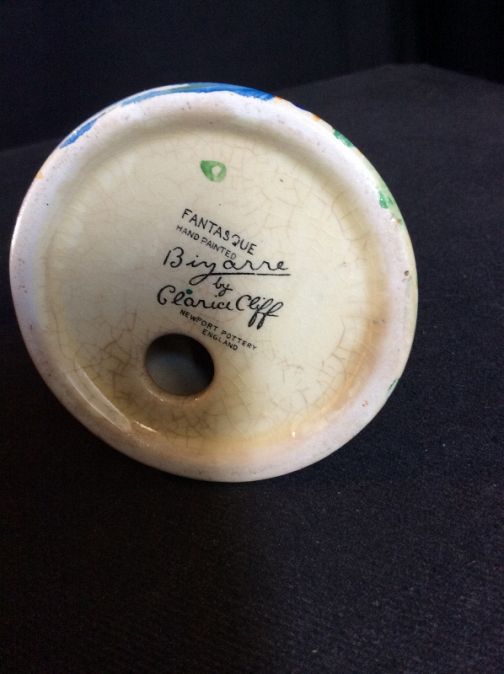 FANTASQUE
HAND PAINTED
Bizarre
by
Clarice Cliff
NEWPORT POTTERY
ENGLAND